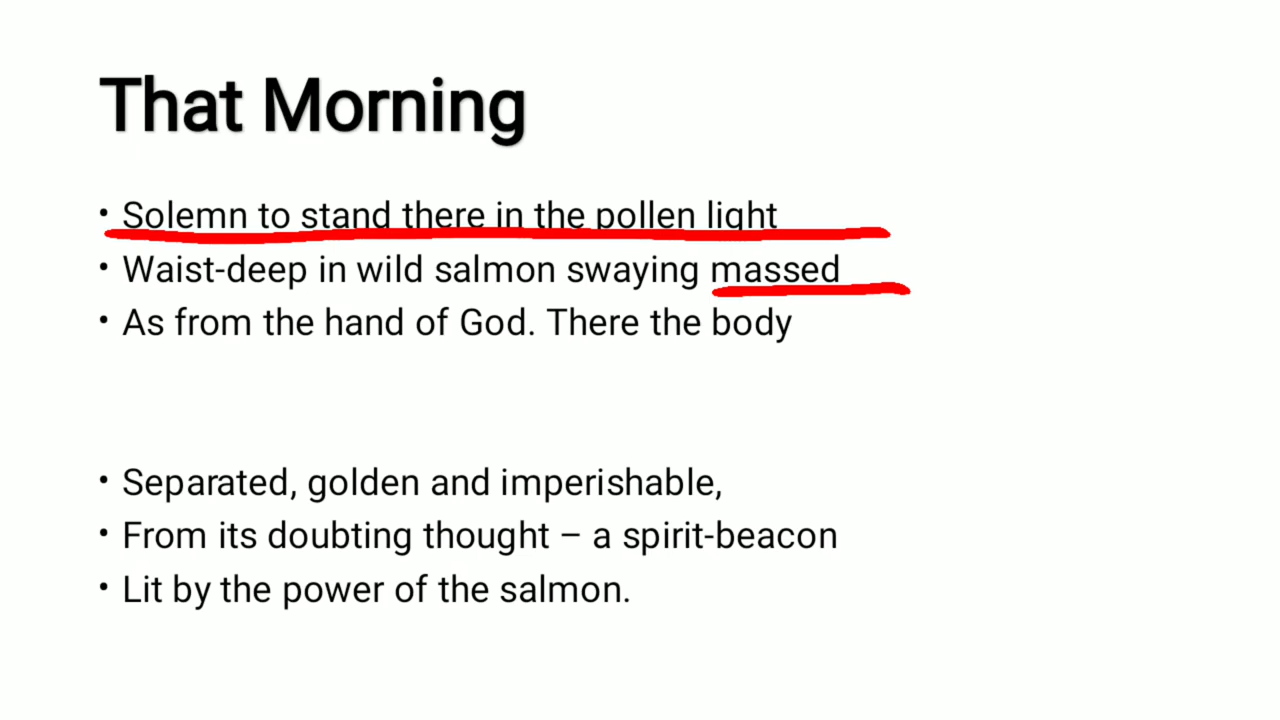 That Morning
• Solemn to stand there in the pollen light
• Waist-deep in wild salmon swaying massed
• As from the hand of God. There the body
• Separated, golden and imperishable,
• From its doubting thought – a spirit-beacon
• Lit by the power of the salmon.